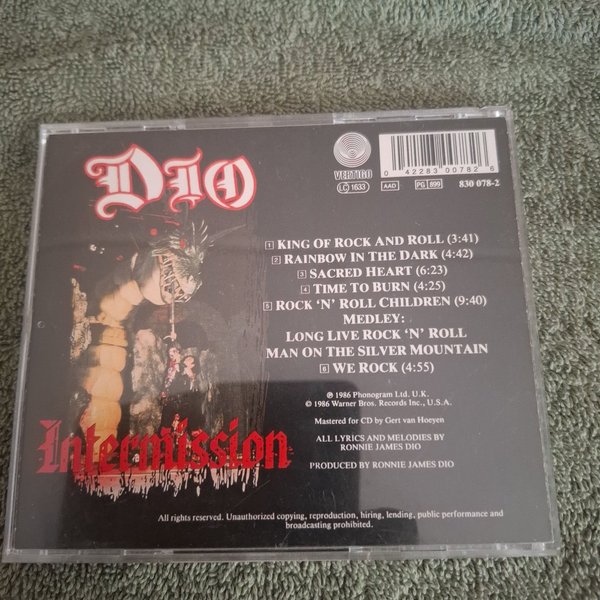 DIO
VERTIGO
LC 1633
AAD
PG 899
0 42283 00782 6
830 078-2
1 KING OF ROCK AND ROLL (3:41)
2 RAINBOW IN THE DARK (4:42)
3 SACRED HEART (6:23)
4 TIME TO BURN (4:25)
5 ROCK 'N' ROLL CHILDREN (9:40)
MEDLEY:
LONG LIVE ROCK 'N' ROLL
MAN ON THE SILVER MOUNTAIN
6 WE ROCK (4:55)
Intermission
℗ 1986 Phonogram Ltd. U.K.
© 1986 Warner Bros. Records Inc., U.S.A.
Mastered for CD by Gert van Hoeyen
ALL LYRICS AND MELODIES BY
RONNIE JAMES DIO
PRODUCED BY RONNIE JAMES DIO
All rights reserved. Unauthorized copying, reproduction, hiring, lending, public performance and
broadcasting prohibited.